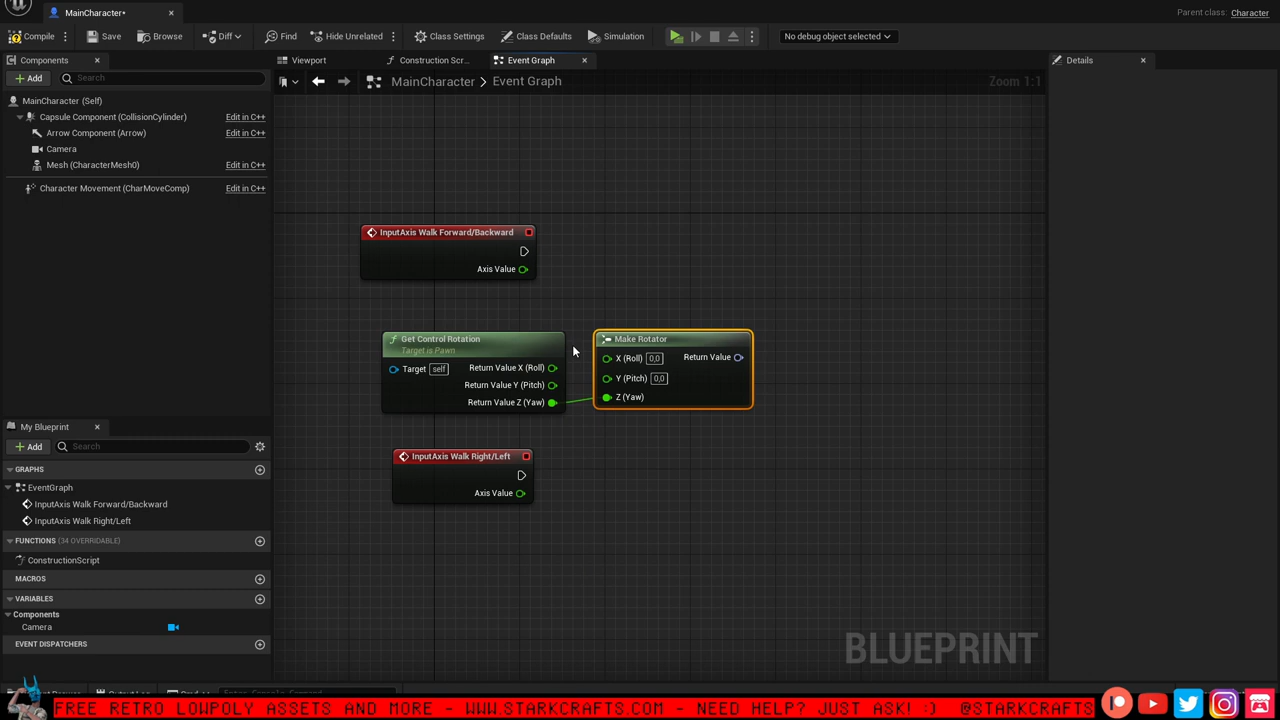 MainCharacter•
Parent class: Character
Compile
Save
Browse
Diff
Find
Hide Unrelated
Class Settings
Class Defaults
Simulation
No debug object selected
Components
Viewport
Construction Scr...
Event Graph
Details
Add
Search
MainCharacter > Event Graph
Zoom 1:1
MainCharacter (Self)
Capsule Component (CollisionCylinder)
Edit in C++
Arrow Component (Arrow)
Edit in C++
Camera
Mesh (CharacterMesh0)
Edit in C++
Character Movement (CharMoveComp)
Edit in C++
InputAxis Walk Forward/Backward
Axis Value
Get Control Rotation
Target is Pawn
Target self
Return Value X (Roll)
Return Value Y (Pitch)
Return Value Z (Yaw)
Make Rotator
X (Roll) 0,0
Return Value
Y (Pitch) 0,0
Z (Yaw)
InputAxis Walk Right/Left
Axis Value
My Blueprint
Add
Search
GRAPHS
EventGraph
InputAxis Walk Forward/Backward
InputAxis Walk Right/Left
FUNCTIONS (34 OVERRIDABLE)
ConstructionScript
MACROS
VARIABLES
Components
Camera
EVENT DISPATCHERS
BLUEPRINT
FREE RETRO LOWPOLY ASSETS AND MORE - WWW.STARKCRAFTS.COM - NEED HELP? JUST ASK! :) @STARKCRAFTS